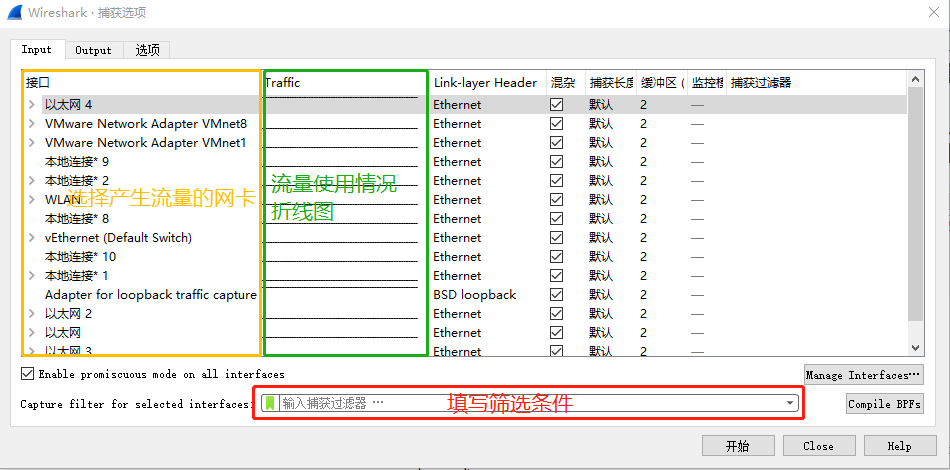 Wireshark · 捕获选项
Input Output 选项
接口 Traffic Link-layer Header 混杂 捕获长度 缓冲区 ( 监控模 捕获过滤器
以太网 4 Ethernet 默认 2 —
VMware Network Adapter VMnet8 Ethernet 默认 2 —
VMware Network Adapter VMnet1 Ethernet 默认 2 —
本地连接* 9 Ethernet 默认 2 —
本地连接* 2 Ethernet 默认 2 —
选择产生流量的网卡
流量使用情况
折线图
WLAN Ethernet 默认 2 —
本地连接* 8 Ethernet 默认 2 —
vEthernet (Default Switch) Ethernet 默认 2 —
本地连接* 10 Ethernet 默认 2 —
本地连接* 1 Ethernet 默认 2 —
Adapter for loopback traffic capture BSD loopback 默认 2 —
以太网 2 Ethernet 默认 2 —
以太网 Ethernet 默认 2 —
以太网 3 Ethernet 默认 2 —
Enable promiscuous mode on all interfaces Manage Interfaces…
Capture filter for selected interfaces: 输入捕获过滤器 … 填写筛选条件 Compile BPFs
开始 Close Help